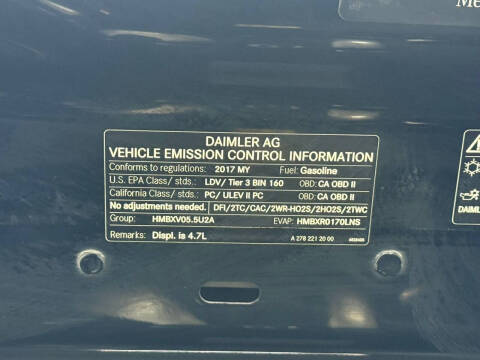 Me
DAIMLER AG
VEHICLE EMISSION CONTROL INFORMATION
Conforms to regulations: 2017 MY Fuel: Gasoline
U.S. EPA Class/ stds.: LDV/ Tier 3 BIN 160 OBD: CA OBD II
California Class/ stds.: PC/ ULEV II PC OBD: CA OBD II
No adjustments needed. DFI/2TC/CAC/2WR-HO2S/2HO2S/2TWC
Group: HMBXV05.5U2A EVAP: HMBXR0170LNS
Remarks: Displ. is 4.7L A 278 221 20 00
DAIML